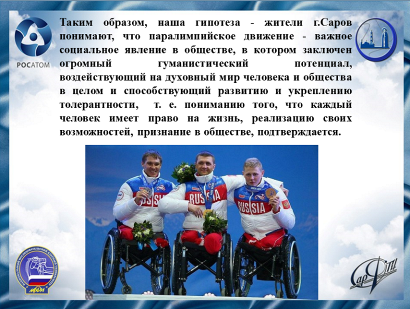 Таким образом, наша гипотеза - жители г.Саров
понимают, что паралимпийское движение - важное
социальное явление в обществе, в котором заключен
огромный гуманистический потенциал,
воздействующий на духовный мир человека и общества
в целом и способствующий развитию и укреплению
толерантности, т. е. пониманию того, что каждый
человек имеет право на жизнь, реализацию своих
возможностей, признание в обществе, подтверждается.
РОСАТОМ
RUSSIA
RUSSIA
RUSSIA